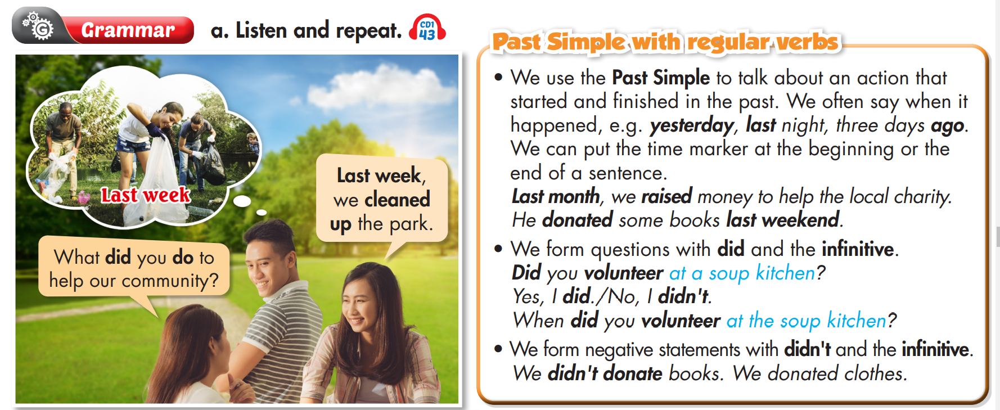 G
Grammar
a. Listen and repeat.
CD1
43
Last week
What did you do to
help our community?
Last week,
we cleaned
up the park.
Past Simple with regular verbs
• We use the Past Simple to talk about an action that
started and finished in the past. We often say when it
happened, e.g. yesterday, last night, three days ago.
We can put the time marker at the beginning or the
end of a sentence.
Last month, we raised money to help the local charity.
He donated some books last weekend.
• We form questions with did and the infinitive.
Did you volunteer at a soup kitchen?
Yes, I did./No, I didn't.
When did you volunteer at the soup kitchen?
• We form negative statements with didn't and the infinitive.
We didn't donate books. We donated clothes.